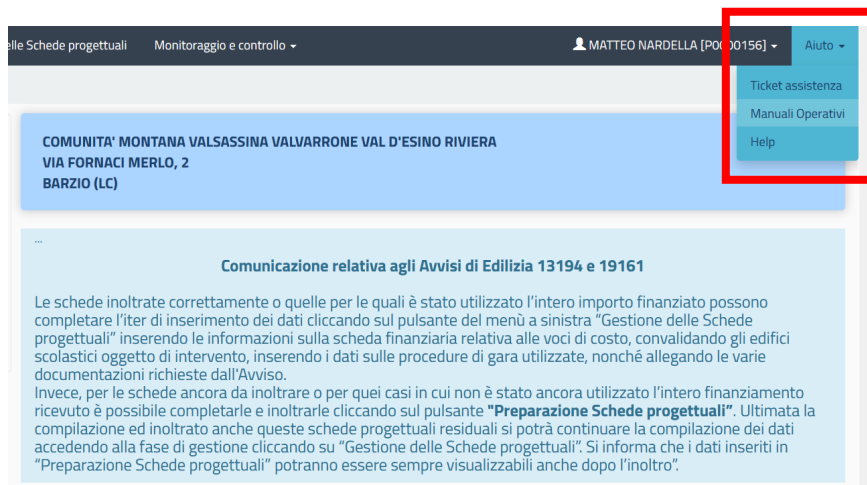 elle Schede progettuali Monitoraggio e controllo MATTEO NARDELLA [P0000156] Aiuto
Ticket assistenza
Manuali Operativi
Help
COMUNITA' MONTANA VALSASSINA VALVARRONE VAL D'ESINO RIVIERA
VIA FORNACI MERLO, 2
BARZIO (LC)
...
Comunicazione relativa agli Avvisi di Edilizia 13194 e 19161
Le schede inoltrate correttamente o quelle per le quali è stato utilizzato l’intero importo finanziato possono
completare l’iter di inserimento dei dati cliccando sul pulsante del menù a sinistra “Gestione delle Schede
progettuali” inserendo le informazioni sulla scheda finanziaria relativa alle voci di costo, convalidando gli edifici
scolastici oggetto di intervento, inserendo i dati sulle procedure di gara utilizzate, nonché allegando le varie
documentazioni richieste dall'Avviso.
Invece, per le schede ancora da inoltrare o per quei casi in cui non è stato ancora utilizzato l’intero finanziamento
ricevuto è possibile completarle e inoltrarle cliccando sul pulsante "Preparazione Schede progettuali”. Ultimata la
compilazione ed inoltrato anche queste schede progettuali residuali si potrà continuare la compilazione dei dati
accedendo alla fase di gestione cliccando su “Gestione delle Schede progettuali”. Si informa che i dati inseriti in
“Preparazione Schede progettuali” potranno essere sempre visualizzabili anche dopo l’inoltro”.